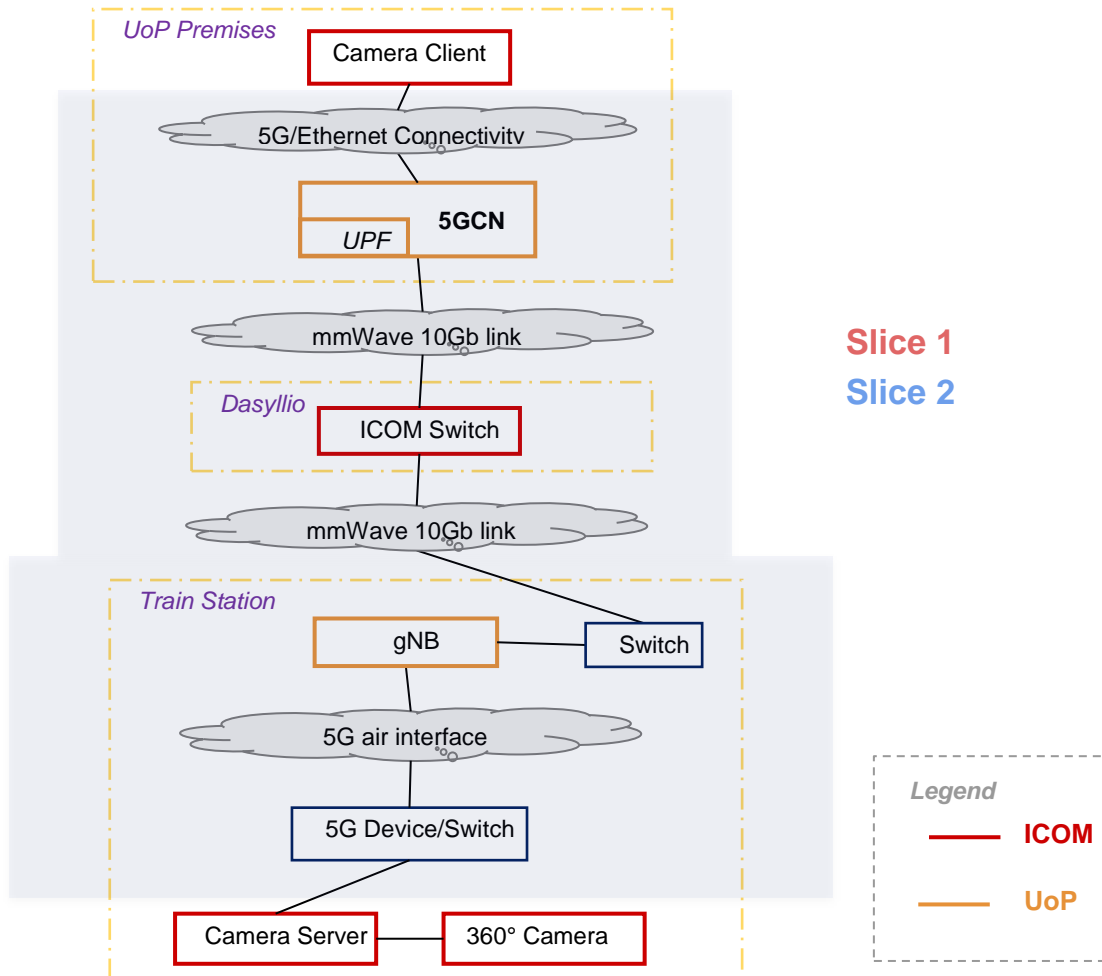 UoP Premises
Camera Client
5G/Ethernet Connectivity
5GCN
UPF
mmWave 10Gb link
Slice 1
Slice 2
Dasyllio
ICOM Switch
mmWave 10Gb link
Train Station
gNB
Switch
5G air interface
5G Device/Switch
Legend
ICOM
UoP
Camera Server
360° Camera